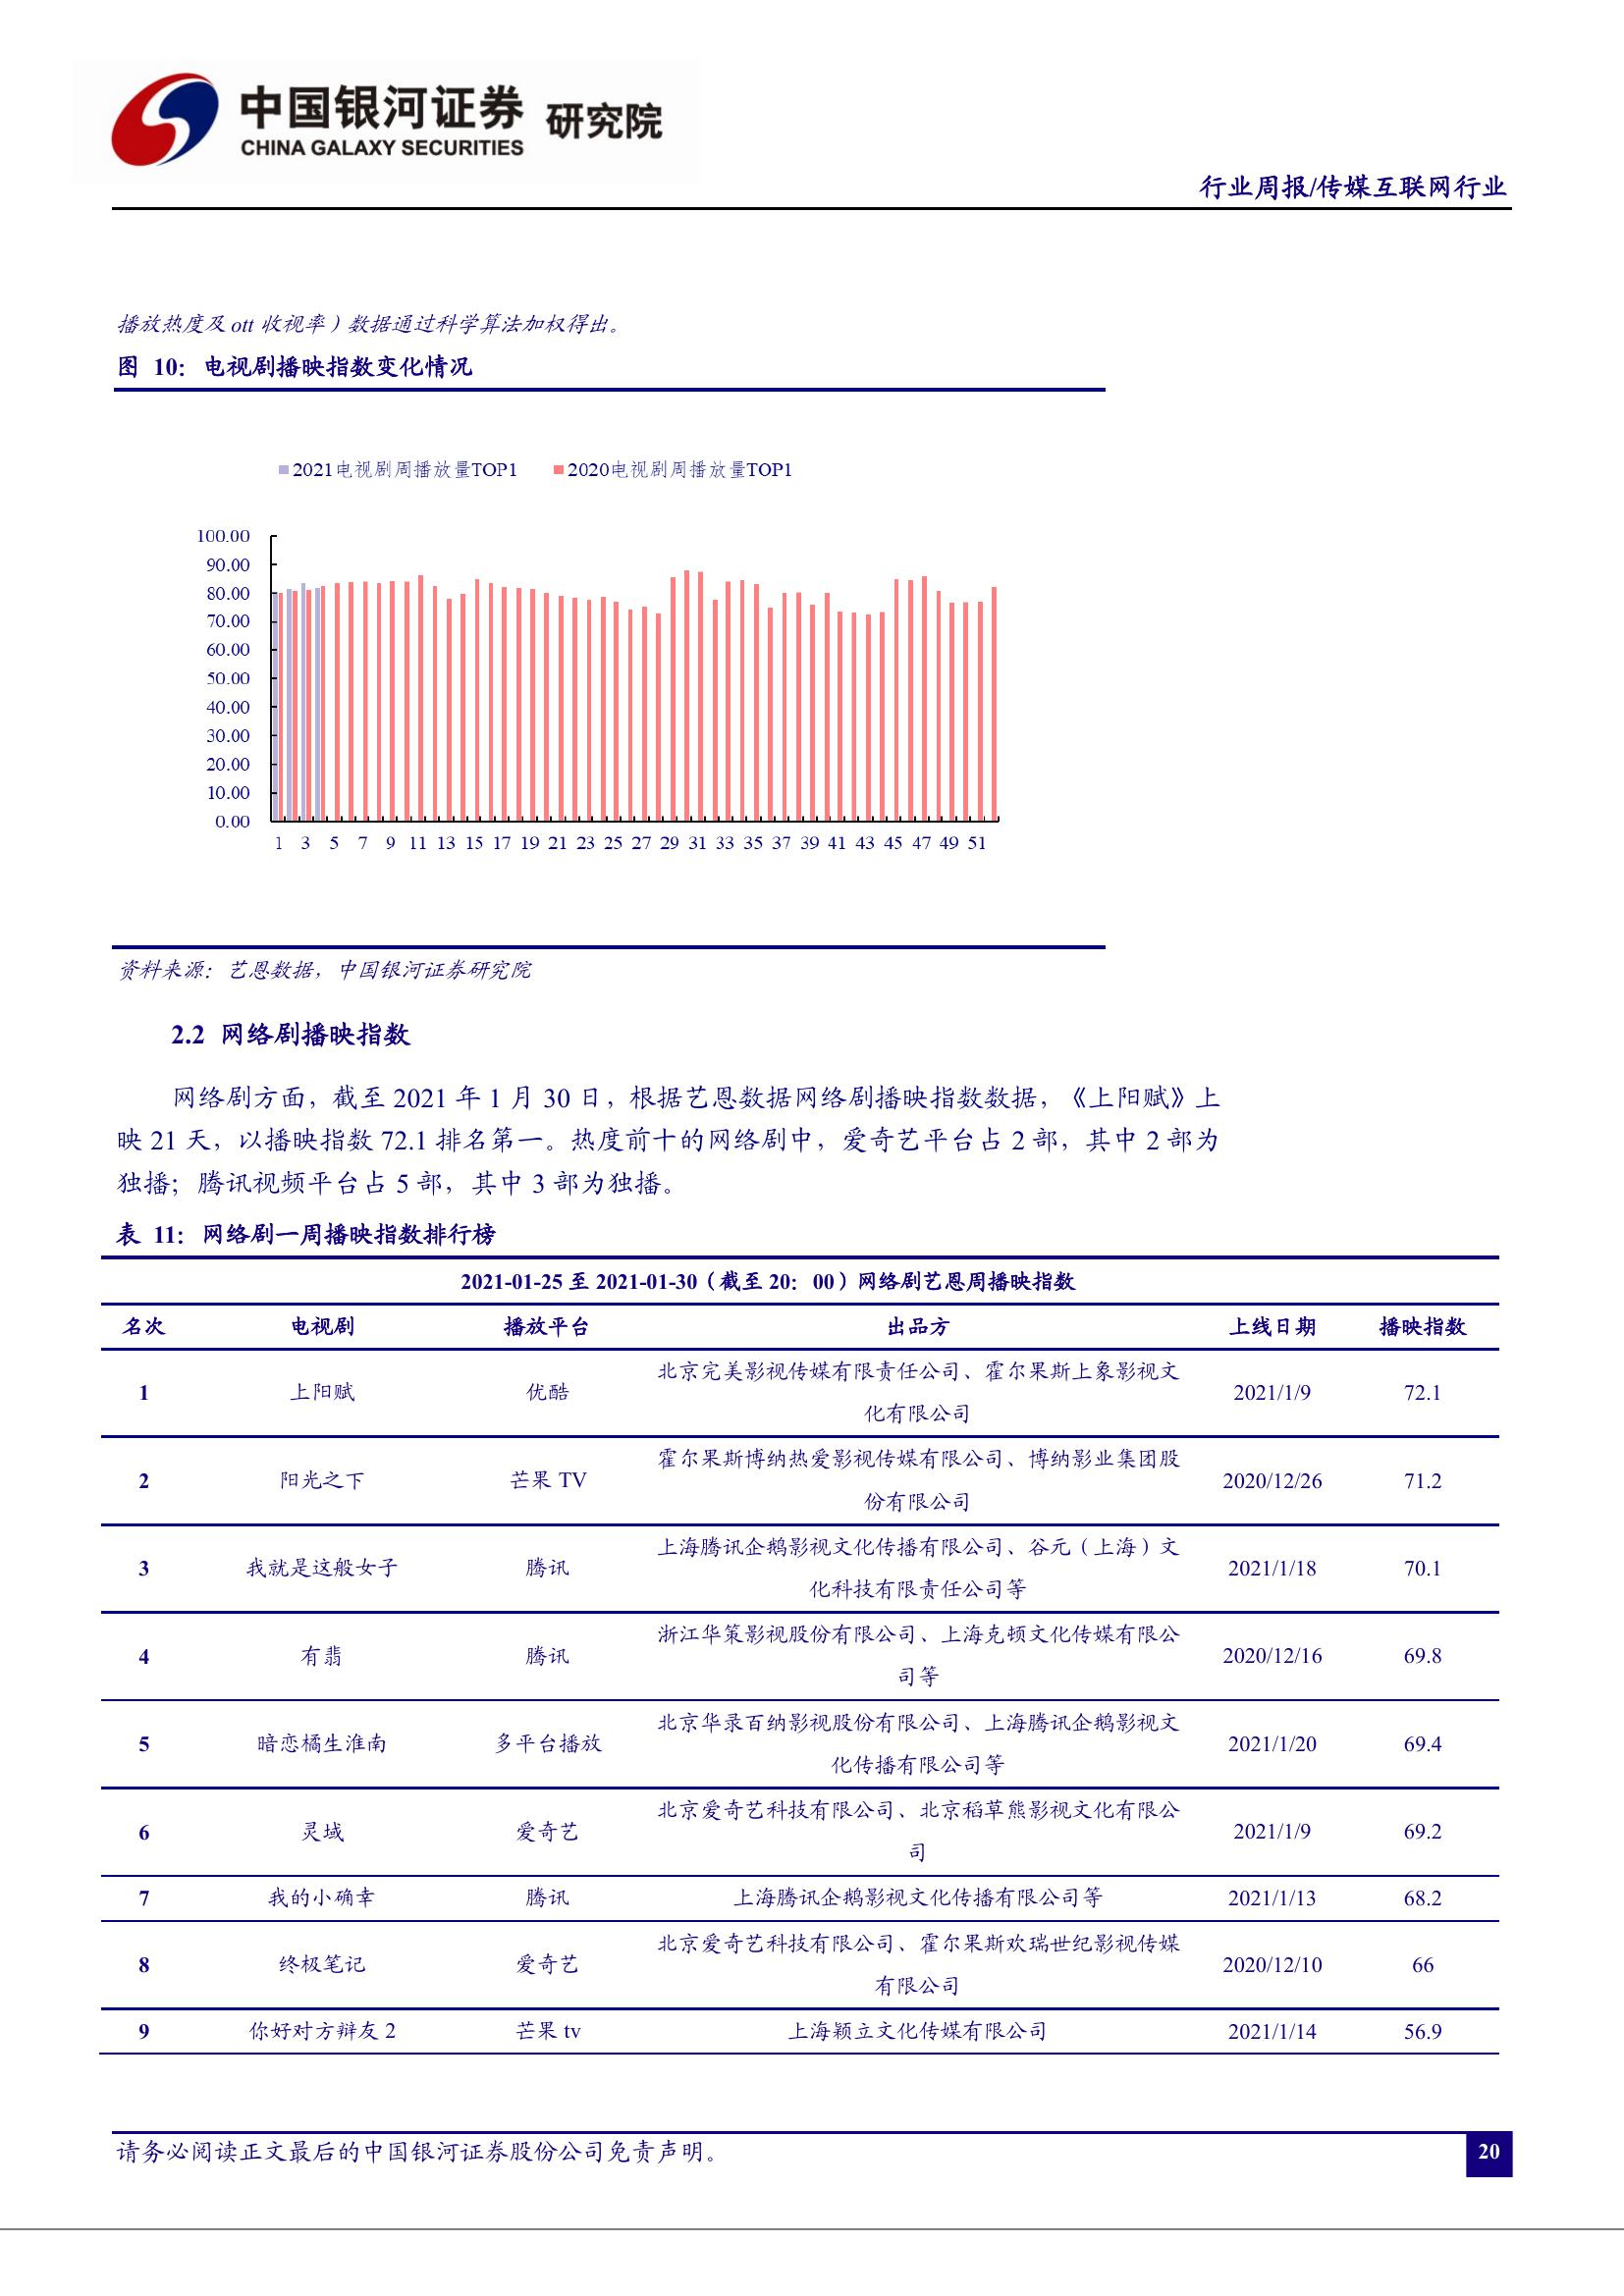 中国银河证券 研究院
CHINA GALAXY SECURITIES
行业周报/传媒互联网行业
播放热度及 ott 收视率）数据通过科学算法加权得出。
图 10：电视剧播映指数变化情况
2021电视剧周播放量TOP1 2020电视剧周播放量TOP1
100.00
90.00
80.00
70.00
60.00
50.00
40.00
30.00
20.00
10.00
0.00
1 3 5 7 9 11 13 15 17 19 21 23 25 27 29 31 33 35 37 39 41 43 45 47 49 51
资料来源：艺恩数据，中国银河证券研究院
2.2 网络剧播映指数
网络剧方面，截至 2021 年 1 月 30 日，根据艺恩数据网络剧播映指数数据，《上阳赋》上
映 21 天，以播映指数 72.1 排名第一。热度前十的网络剧中，爱奇艺平台占 2 部，其中 2 部为
独播；腾讯视频平台占 5 部，其中 3 部为独播。
表 11：网络剧一周播映指数排行榜
2021-01-25 至 2021-01-30（截至 20：00）网络剧艺恩周播映指数
名次 电视剧 播放平台 出品方 上线日期 播映指数
北京完美影视传媒有限责任公司、霍尔果斯上象影视文
1 上阳赋 优酷 2021/1/9 72.1
化有限公司
霍尔果斯博纳热爱影视传媒有限公司、博纳影业集团股
2 阳光之下 芒果 TV 2020/12/26 71.2
份有限公司
上海腾讯企鹅影视文化传播有限公司、谷元（上海）文
3 我就是这般女子 腾讯 2021/1/18 70.1
化科技有限责任公司等
浙江华策影视股份有限公司、上海克顿文化传媒有限公
4 有翡 腾讯 2020/12/16 69.8
司等
北京华录百纳影视股份有限公司、上海腾讯企鹅影视文
5 暗恋橘生淮南 多平台播放 2021/1/20 69.4
化传播有限公司等
北京爱奇艺科技有限公司、北京稻草熊影视文化有限公
6 灵域 爱奇艺 2021/1/9 69.2
司
7 我的小确幸 腾讯 上海腾讯企鹅影视文化传播有限公司等 2021/1/13 68.2
北京爱奇艺科技有限公司、霍尔果斯欢瑞世纪影视传媒
8 终极笔记 爱奇艺 2020/12/10 66
有限公司
9 你好对方辩友 2 芒果 tv 上海颖立文化传媒有限公司 2021/1/14 56.9
请务必阅读正文最后的中国银河证券股份公司免责声明。
20